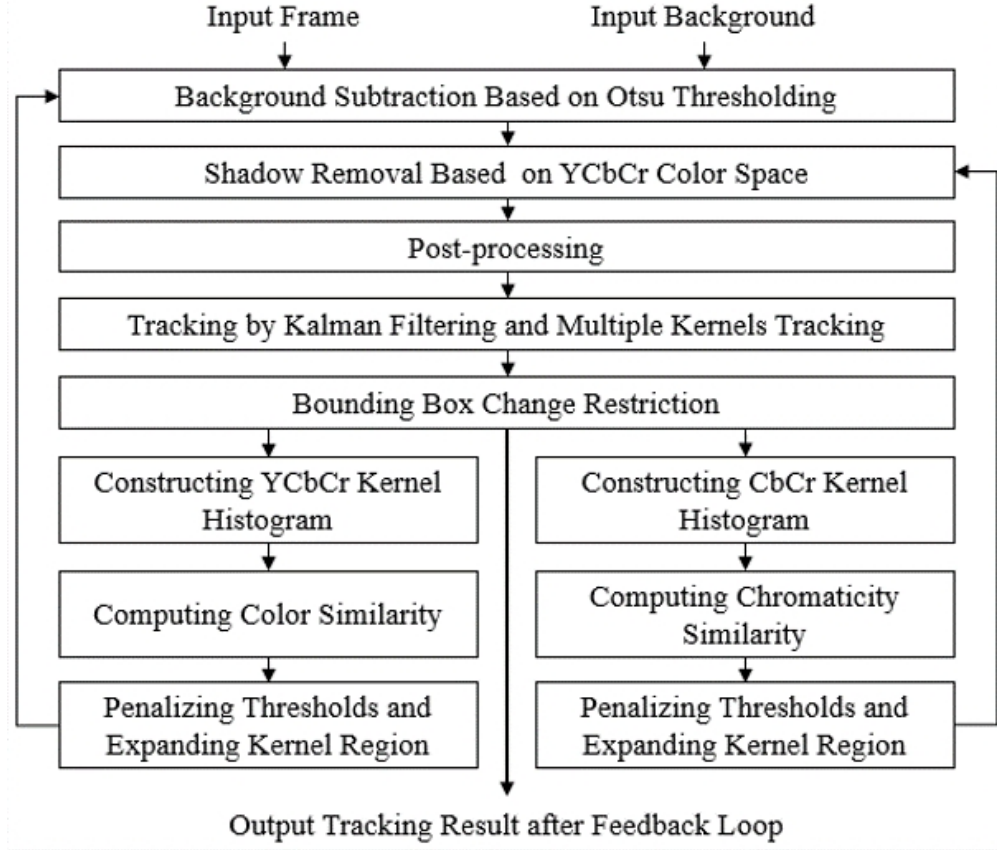 Input Frame
Input Background
Background Subtraction Based on Otsu Thresholding
Shadow Removal Based on YCbCr Color Space
Post-processing
Tracking by Kalman Filtering and Multiple Kernels Tracking
Bounding Box Change Restriction
Constructing YCbCr Kernel
Histogram
Constructing CbCr Kernel
Histogram
Computing Color Similarity
Computing Chromaticity
Similarity
Penalizing Thresholds and
Expanding Kernel Region
Penalizing Thresholds and
Expanding Kernel Region
Output Tracking Result after Feedback Loop